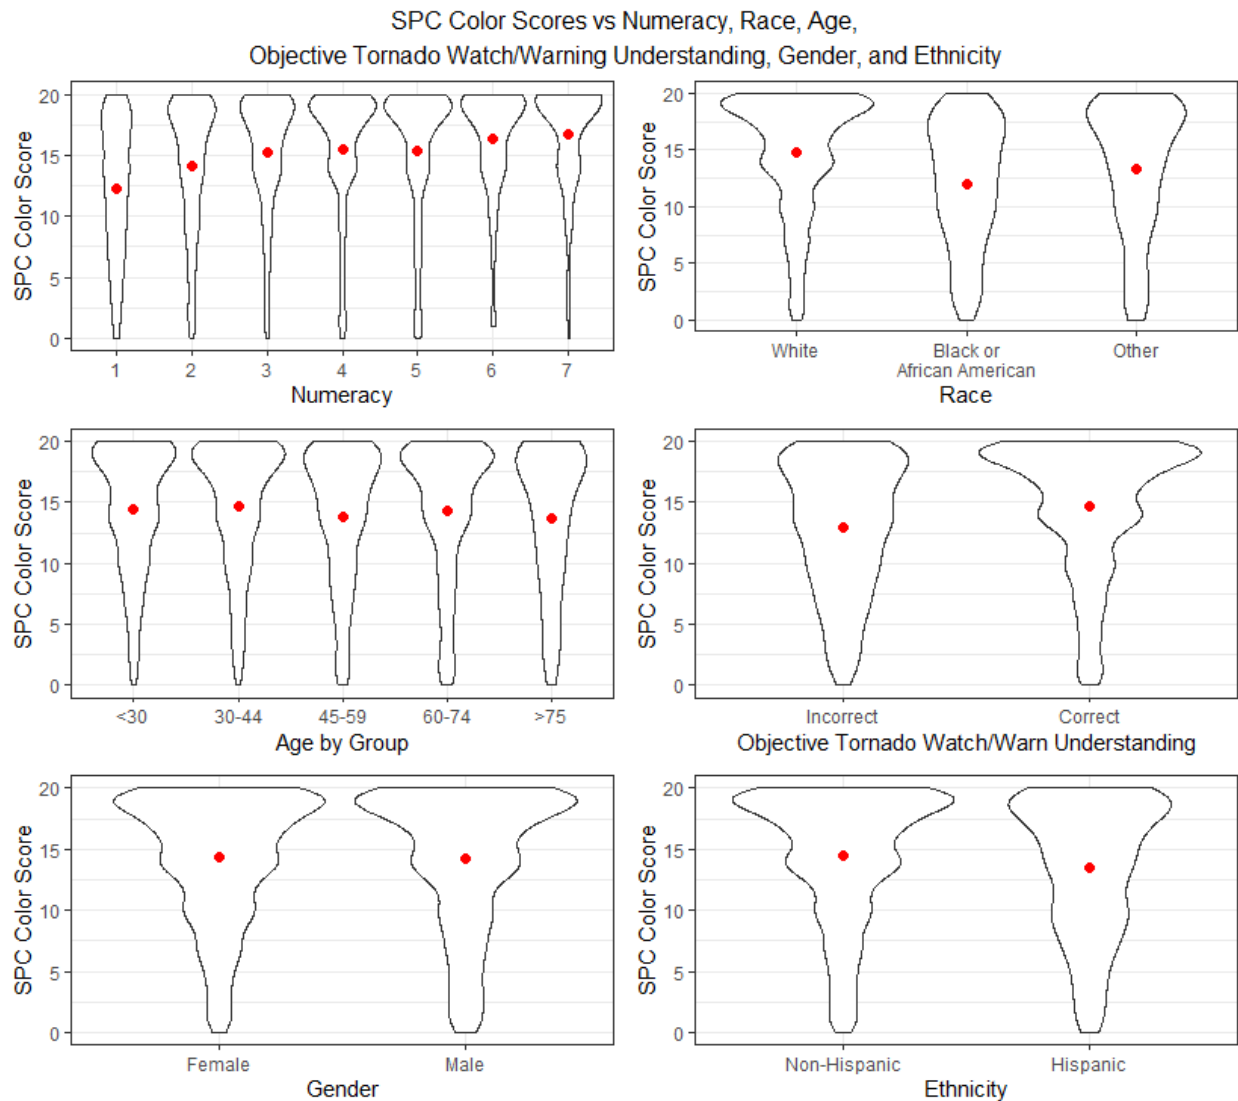 SPC Color Scores vs Numeracy, Race, Age,
Objective Tornado Watch/Warning Understanding, Gender, and Ethnicity
SPC Color Score
20
15
10
5
0
1 2 3 4 5 6 7
Numeracy
SPC Color Score
20
15
10
5
0
White Black or African American Other
Race
SPC Color Score
20
15
10
5
0
<30 30-44 45-59 60-74 >75
Age by Group
SPC Color Score
20
15
10
5
0
Incorrect Correct
Objective Tornado Watch/Warn Understanding
SPC Color Score
20
15
10
5
0
Female Male
Gender
SPC Color Score
20
15
10
5
0
Non-Hispanic Hispanic
Ethnicity